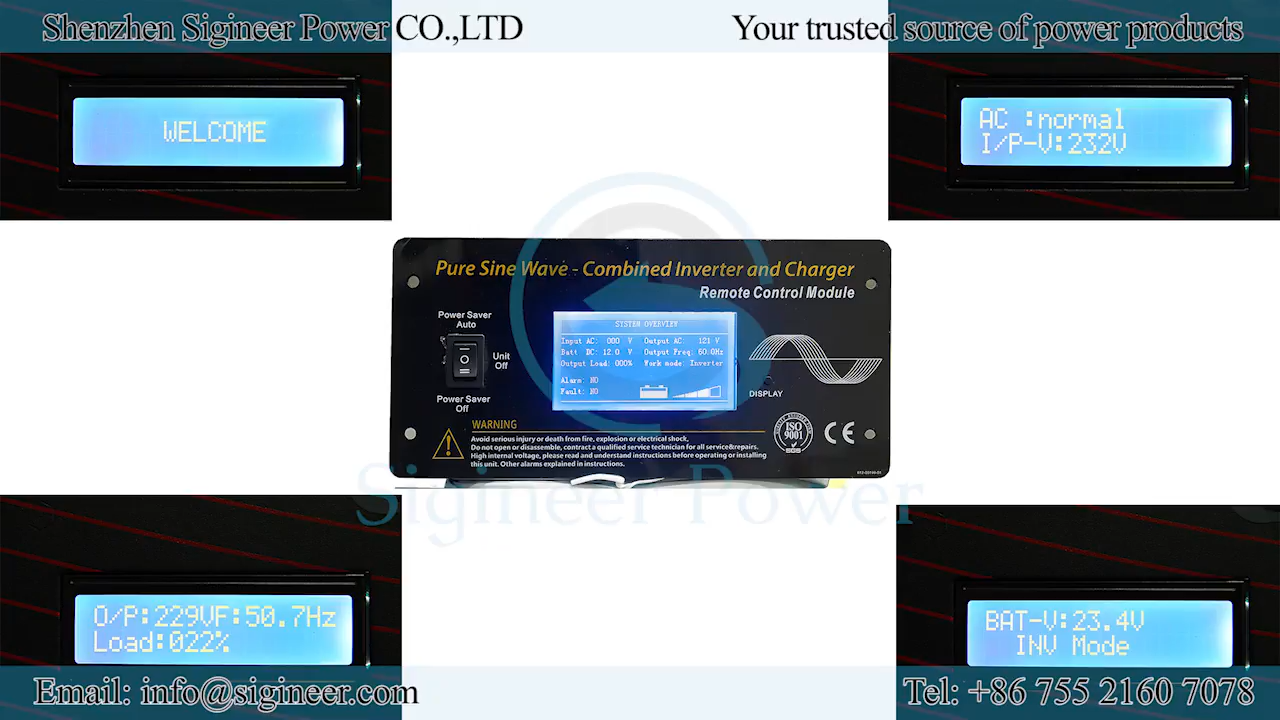 Shenzhen Sigineer Power CO.,LTD
Your trusted source of power products
WELCOME
AC :normal
I/P-V:232V
Pure Sine Wave - Combined Inverter and Charger
Remote Control Module
Power Saver
Auto
Unit
Off
Power Saver
Off
SYSTEM OVERVIEW
Input AC: 000 V Output AC: 121 V
Batt DC: 12.0 V Output Freq: 60.0Hz
Output Load: 000% Work mode: Inverter
Alarm: NO
Fault: NO
DISPLAY
WARNING
Avoid serious injury or death from fire, explosion or electrical shock,
Do not open or disassemble, contract a qualified service technician for all service&repairs.
High internal voltage, please read and understand instructions before operating or installing
this unit. Other alarms explained in instructions.
ISO
9001
SGS
CE
Sigineer Power
O/P:229VF:50.7Hz
Load:022%
BAT-V:23.4V
INV Mode
Email: info@sigineer.com
Tel: +86 755 2160 7078